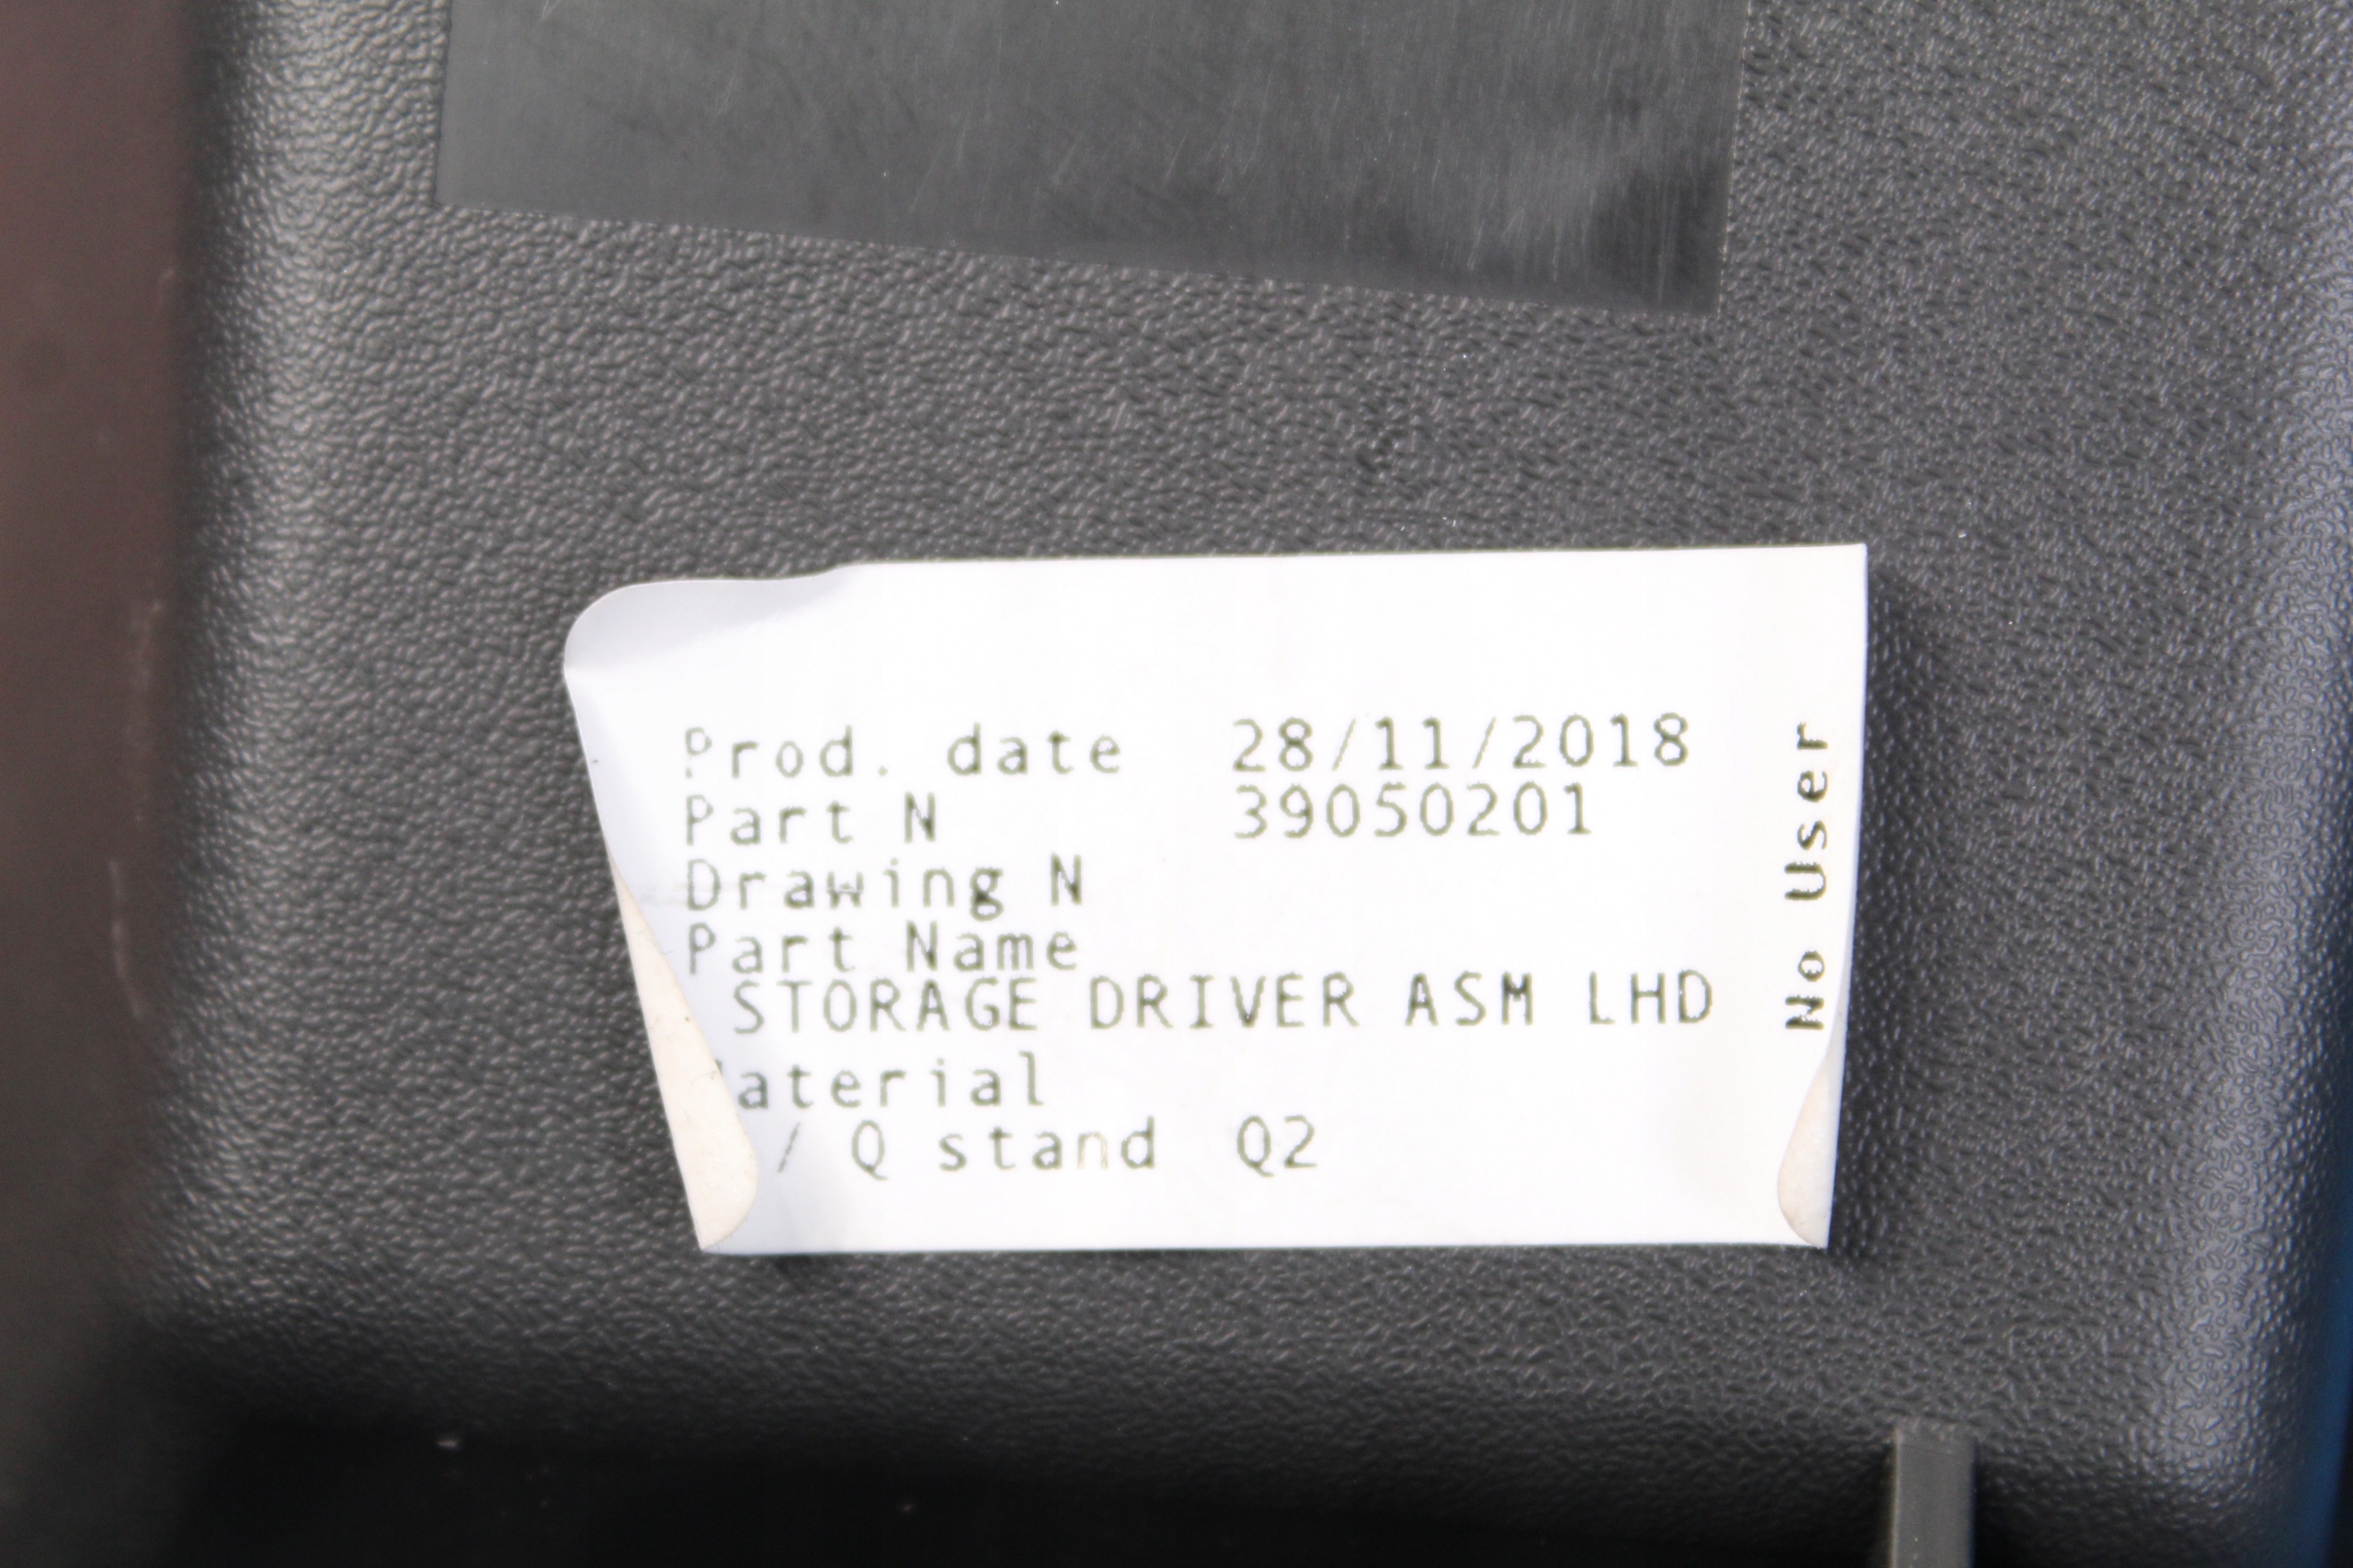 Prod. date 28/11/2018
Part N 39050201
Drawing N
Part Name
STORAGE DRIVER ASM LHD
aterial
/ Q stand Q2
No User